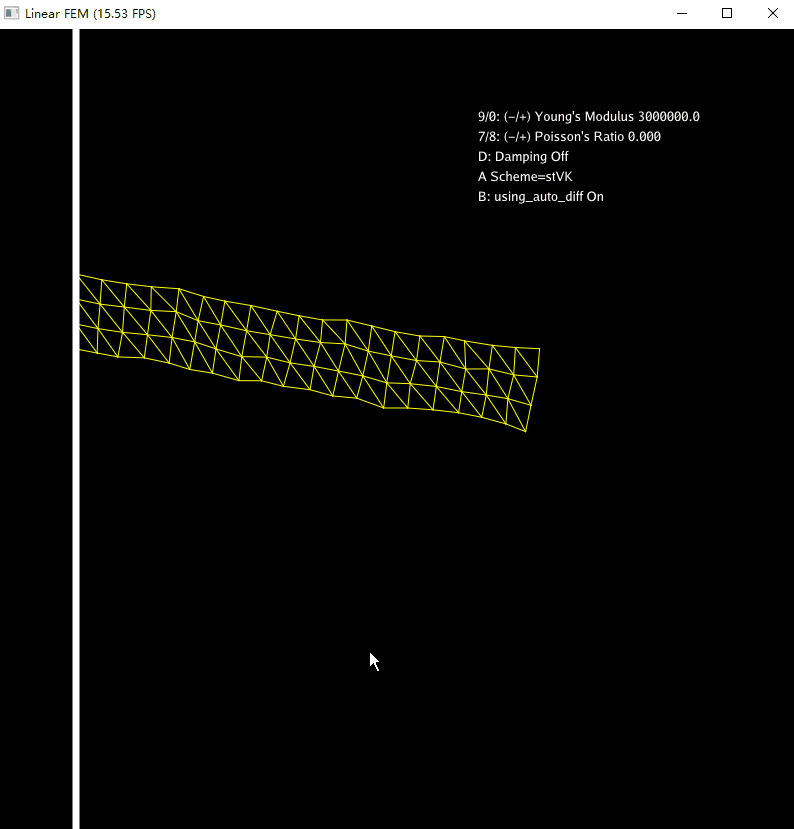 Linear FEM (15.53 FPS)
9/0: (-/+) Young's Modulus 3000000.0
7/8: (-/+) Poisson's Ratio 0.000
D: Damping Off
A Scheme=stVK
B: using_auto_diff On